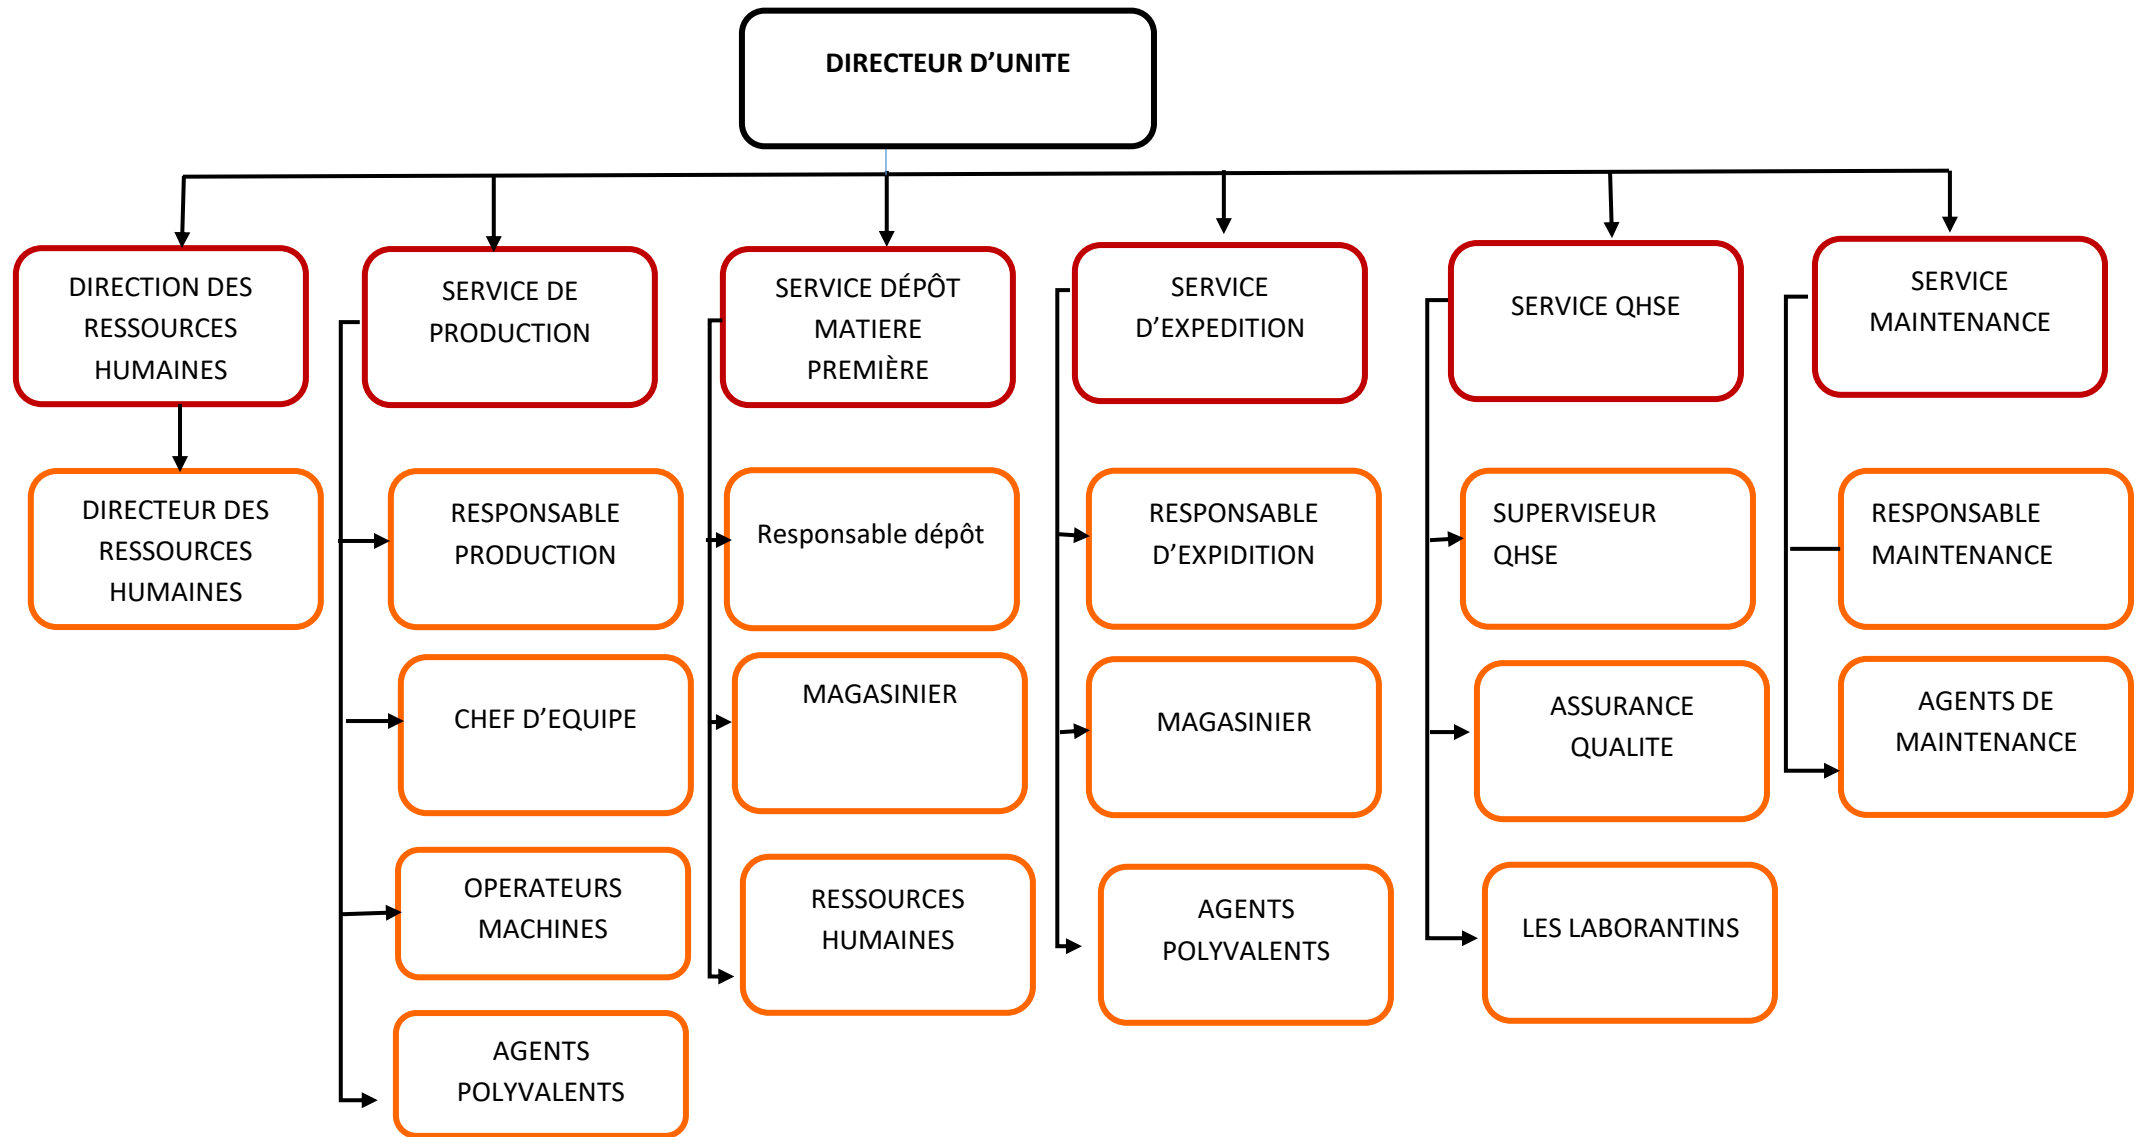 DIRECTEUR D’UNITE
DIRECTION DES
RESSOURCES
HUMAINES
SERVICE DE
PRODUCTION
SERVICE DÉPÔT
MATIERE
PREMIÈRE
SERVICE
D’EXPEDITION
SERVICE QHSE
SERVICE
MAINTENANCE
DIRECTEUR DES
RESSOURCES
HUMAINES
RESPONSABLE
PRODUCTION
Responsable dépôt
RESPONSABLE
D’EXPIDITION
SUPERVISEUR
QHSE
RESPONSABLE
MAINTENANCE
CHEF D’EQUIPE
MAGASINIER
MAGASINIER
ASSURANCE
QUALITE
AGENTS DE
MAINTENANCE
OPERATEURS
MACHINES
RESSOURCES
HUMAINES
AGENTS
POLYVALENTS
LES LABORANTINS
AGENTS
POLYVALENTS